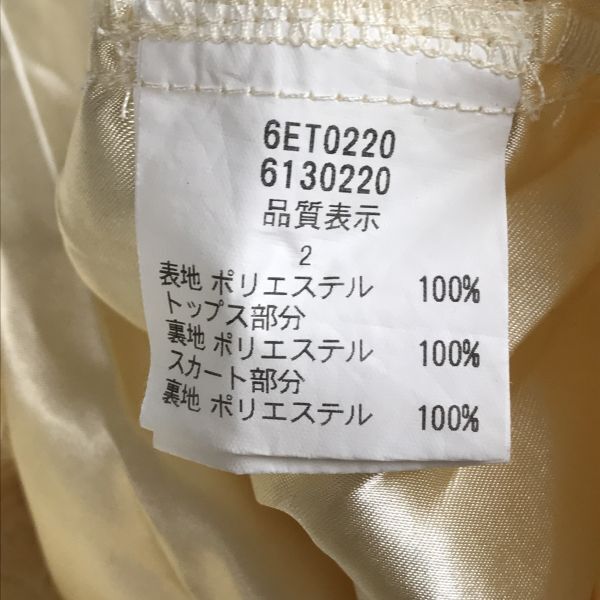 6ET0220
6130220
品質表示
2
表地 ポリエステル 100%
トップス部分
裏地 ポリエステル 100%
スカート部分
裏地 ポリエステル 100%